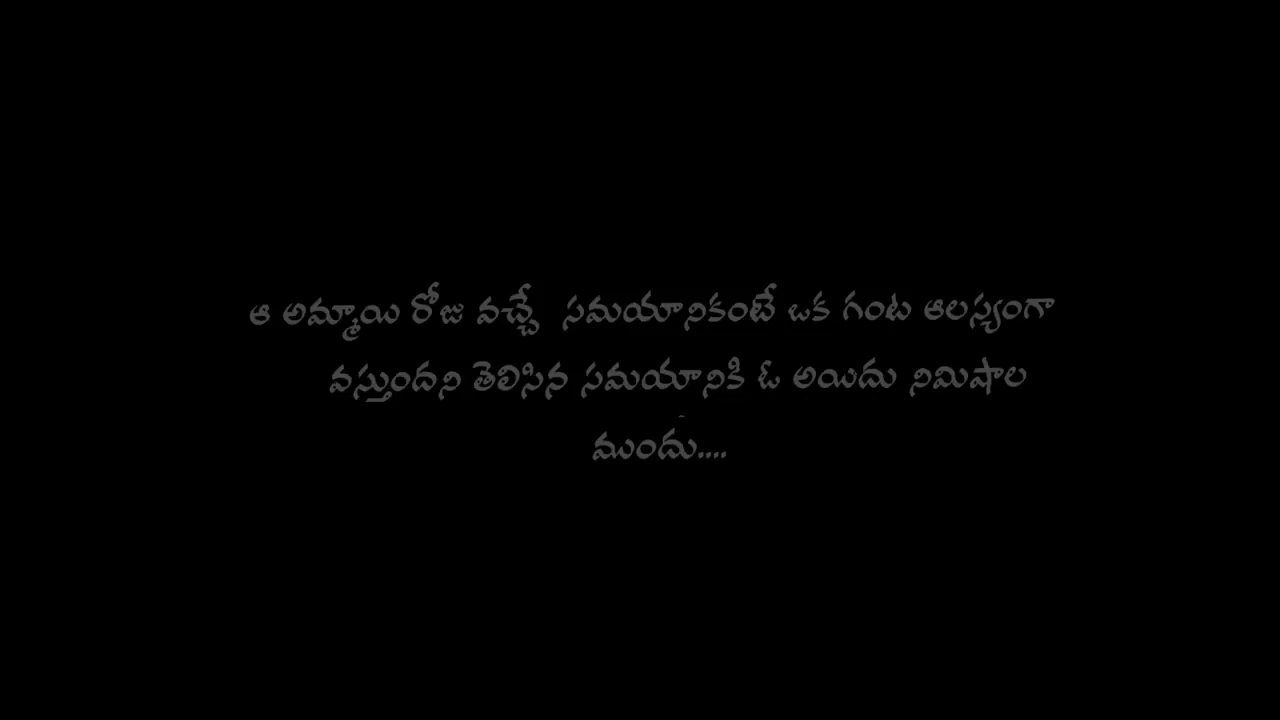 ఆ అమ్మాయి రోజు వచ్చే సమయానికంటే ఒక గంట ఆలస్యంగా
వస్తుందని తెలిసిన సమయానికి ఓ అయిదు నిమిషాల
ముందు....